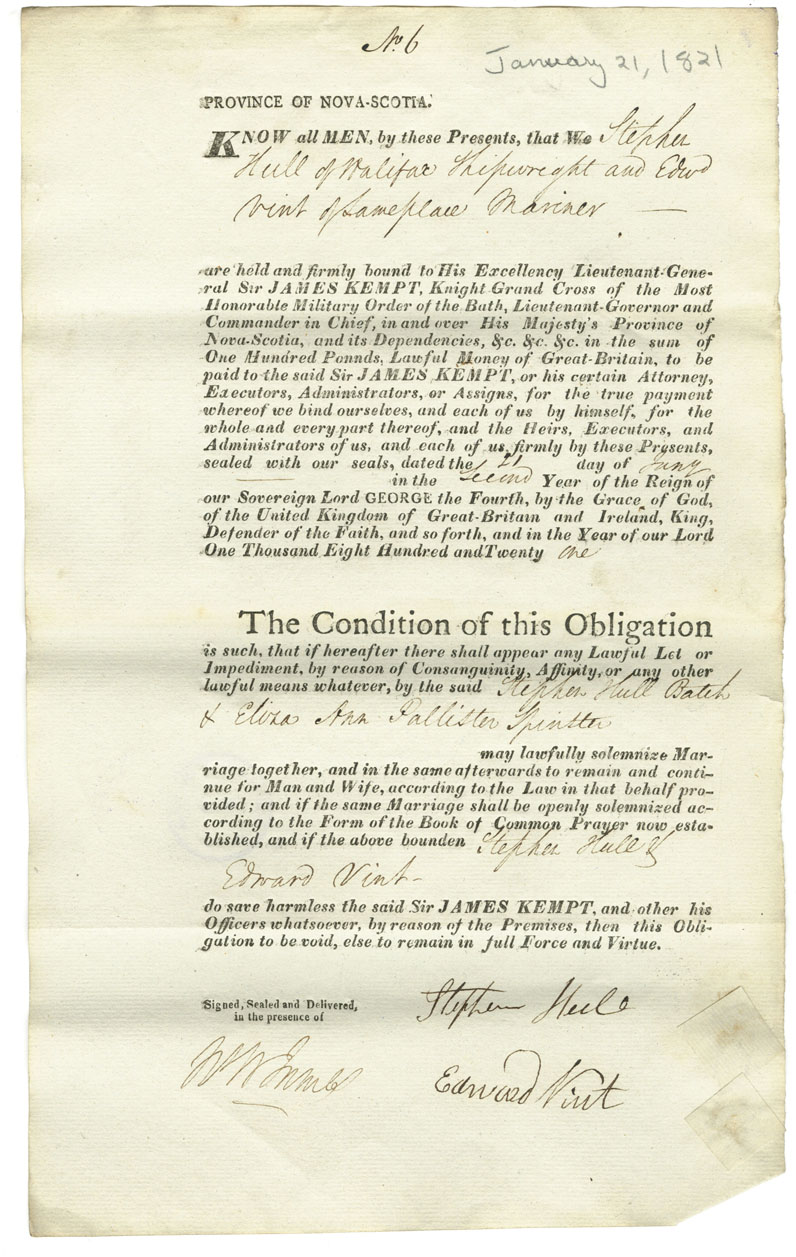 No 6
January 21, 1821
PROVINCE OF NOVA-SCOTIA.
KNOW all MEN, by these Presents, that We Stephen
Hull of Halifax Shipwright and Edwd
Vint of Same place Mariner —
are held and firmly bound to His Excellency Lieutenant-Gene-
ral Sir JAMES KEMPT, Knight Grand Cross of the Most
Honorable Military Order of the Bath, Lieutenant-Governor and
Commander in Chief, in and over His Majesty's Province of
Nova-Scotia, and its Dependencies, &c. &c. &c. in the sum of
One Hundred Ponnds, Lawful Money of Great-Britain, to be
paid to the said Sir JAMES KEMPT, or his certain Attorney,
Executors, Administrators, or Assigns, for the true payment
whereof we bind ourselves, and each of us by himself, for the
whole and every part thereof, and the Heirs, Executors, and
Administrators of us, and each of us, firmly by these Presents,
sealed with our seals, dated the 21 day of Jany
— in the Second Year of the Reign of
our Sovereign Lord GEORGE the Fourth, by the Grace of God,
of the United Kingdom of Great-Britain and Ireland, King,
Defender of the Faith, and so forth, and in the Year of our Lord
One Thousand Eight Hundred and Twenty one
The Condition of this Obligation
is such, that if hereafter there shall appear any Lawful Let or
Impediment, by reason of Consanguinity, Affinity, or any other
lawful means whatever, by the said Stephen Hull Batch
& Eliza Ann Pallister Spinster
may lawfully solemnize Mar-
riage together, and in the same afterwards to remain and conti-
nue for Man and Wife, according to the Law in that behalf pro-
vided; and if the same Marriage shall be openly solemnized ac-
cording to the Form of the Book of Common Prayer now esta-
blished, and if the above bounden Stephen Hull &
Edward Vint -
do save harmless the said Sir JAMES KEMPT, and other his
Officers whatsoever, by reason of the Premises, then this Obli-
gation to be void, else to remain in full Force and Virtue.
Signed, Sealed and Delivered,
in the presence of
Stephen Hull
Edward Vint